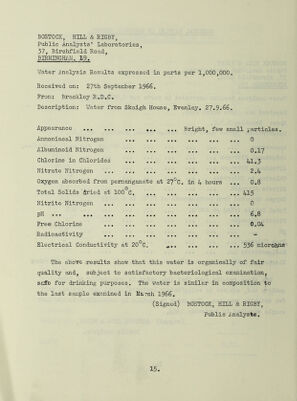 BOSTOCK, HILL & RIGBY,
Public Analysts' Laboratories,
37, Birchfield Road,
BIRMINGHAM, 19.
Water Analysis Results expressed in parts per 1,000,000.
Received on: 27th September 1966.
From: Brackley R.D.C.
Description: Water from Skeigh House, Evenley. 27.9.66.
Appearance ... ... ... ... ... Bright, few small particles.
Ammoniacal Nitrogen ... ... ... ... ... 0
Albuminoid Nitrogen ... ... ... ... ... 0.17
Chlorine in Chlorides ... ... ... ... ... 41.3
Nitrate Nitrogen ... ... ... ... ... 2.4
Oxygen absorbed from permanganate at 27°C. in 4 hours ... 0.8
Total Solids dried at 100°C. ... ... ... ... 415
Nitrite Nitrogen ... ... ... ... ... 0
pH ... ... ... ... ... ... 6.8
Free Chlorine ... ... ... ... ... 0.04
Radioactivity ... ... ... ... ... -
Electrical Conductivity at 20°C. ... ... ... ... 536 microhms
The above results show that this water is organically of fair
quality and, subject to satisfactory bacteriological examination,
safe for drinking purposes. The water is similar in composition to
the last sample examined in March 1966.
(Signed) BOSTOCK, HILL & RIGBY,
Public Analysts.
15.